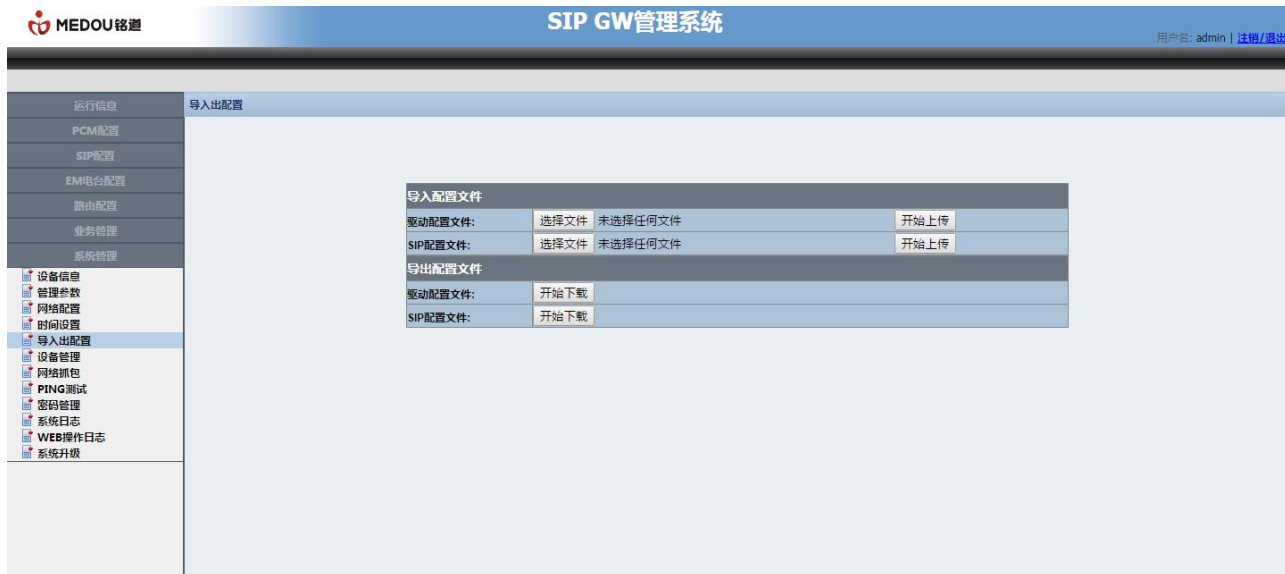 MEDOU铭道
SIP GW管理系统
用户名: admin | 注销/退出
运行信息
PCM配置
SIP配置
EM电台配置
路由配置
业务管理
系统管理
设备信息
管理参数
网络配置
时间设置
导入出配置
设备管理
网络抓包
PING测试
密码管理
系统日志
WEB操作日志
系统升级
导入出配置
导入配置文件
驱动配置文件: 选择文件 未选择任何文件 开始上传
SIP配置文件: 选择文件 未选择任何文件 开始上传
导出配置文件
驱动配置文件: 开始下载
SIP配置文件: 开始下载